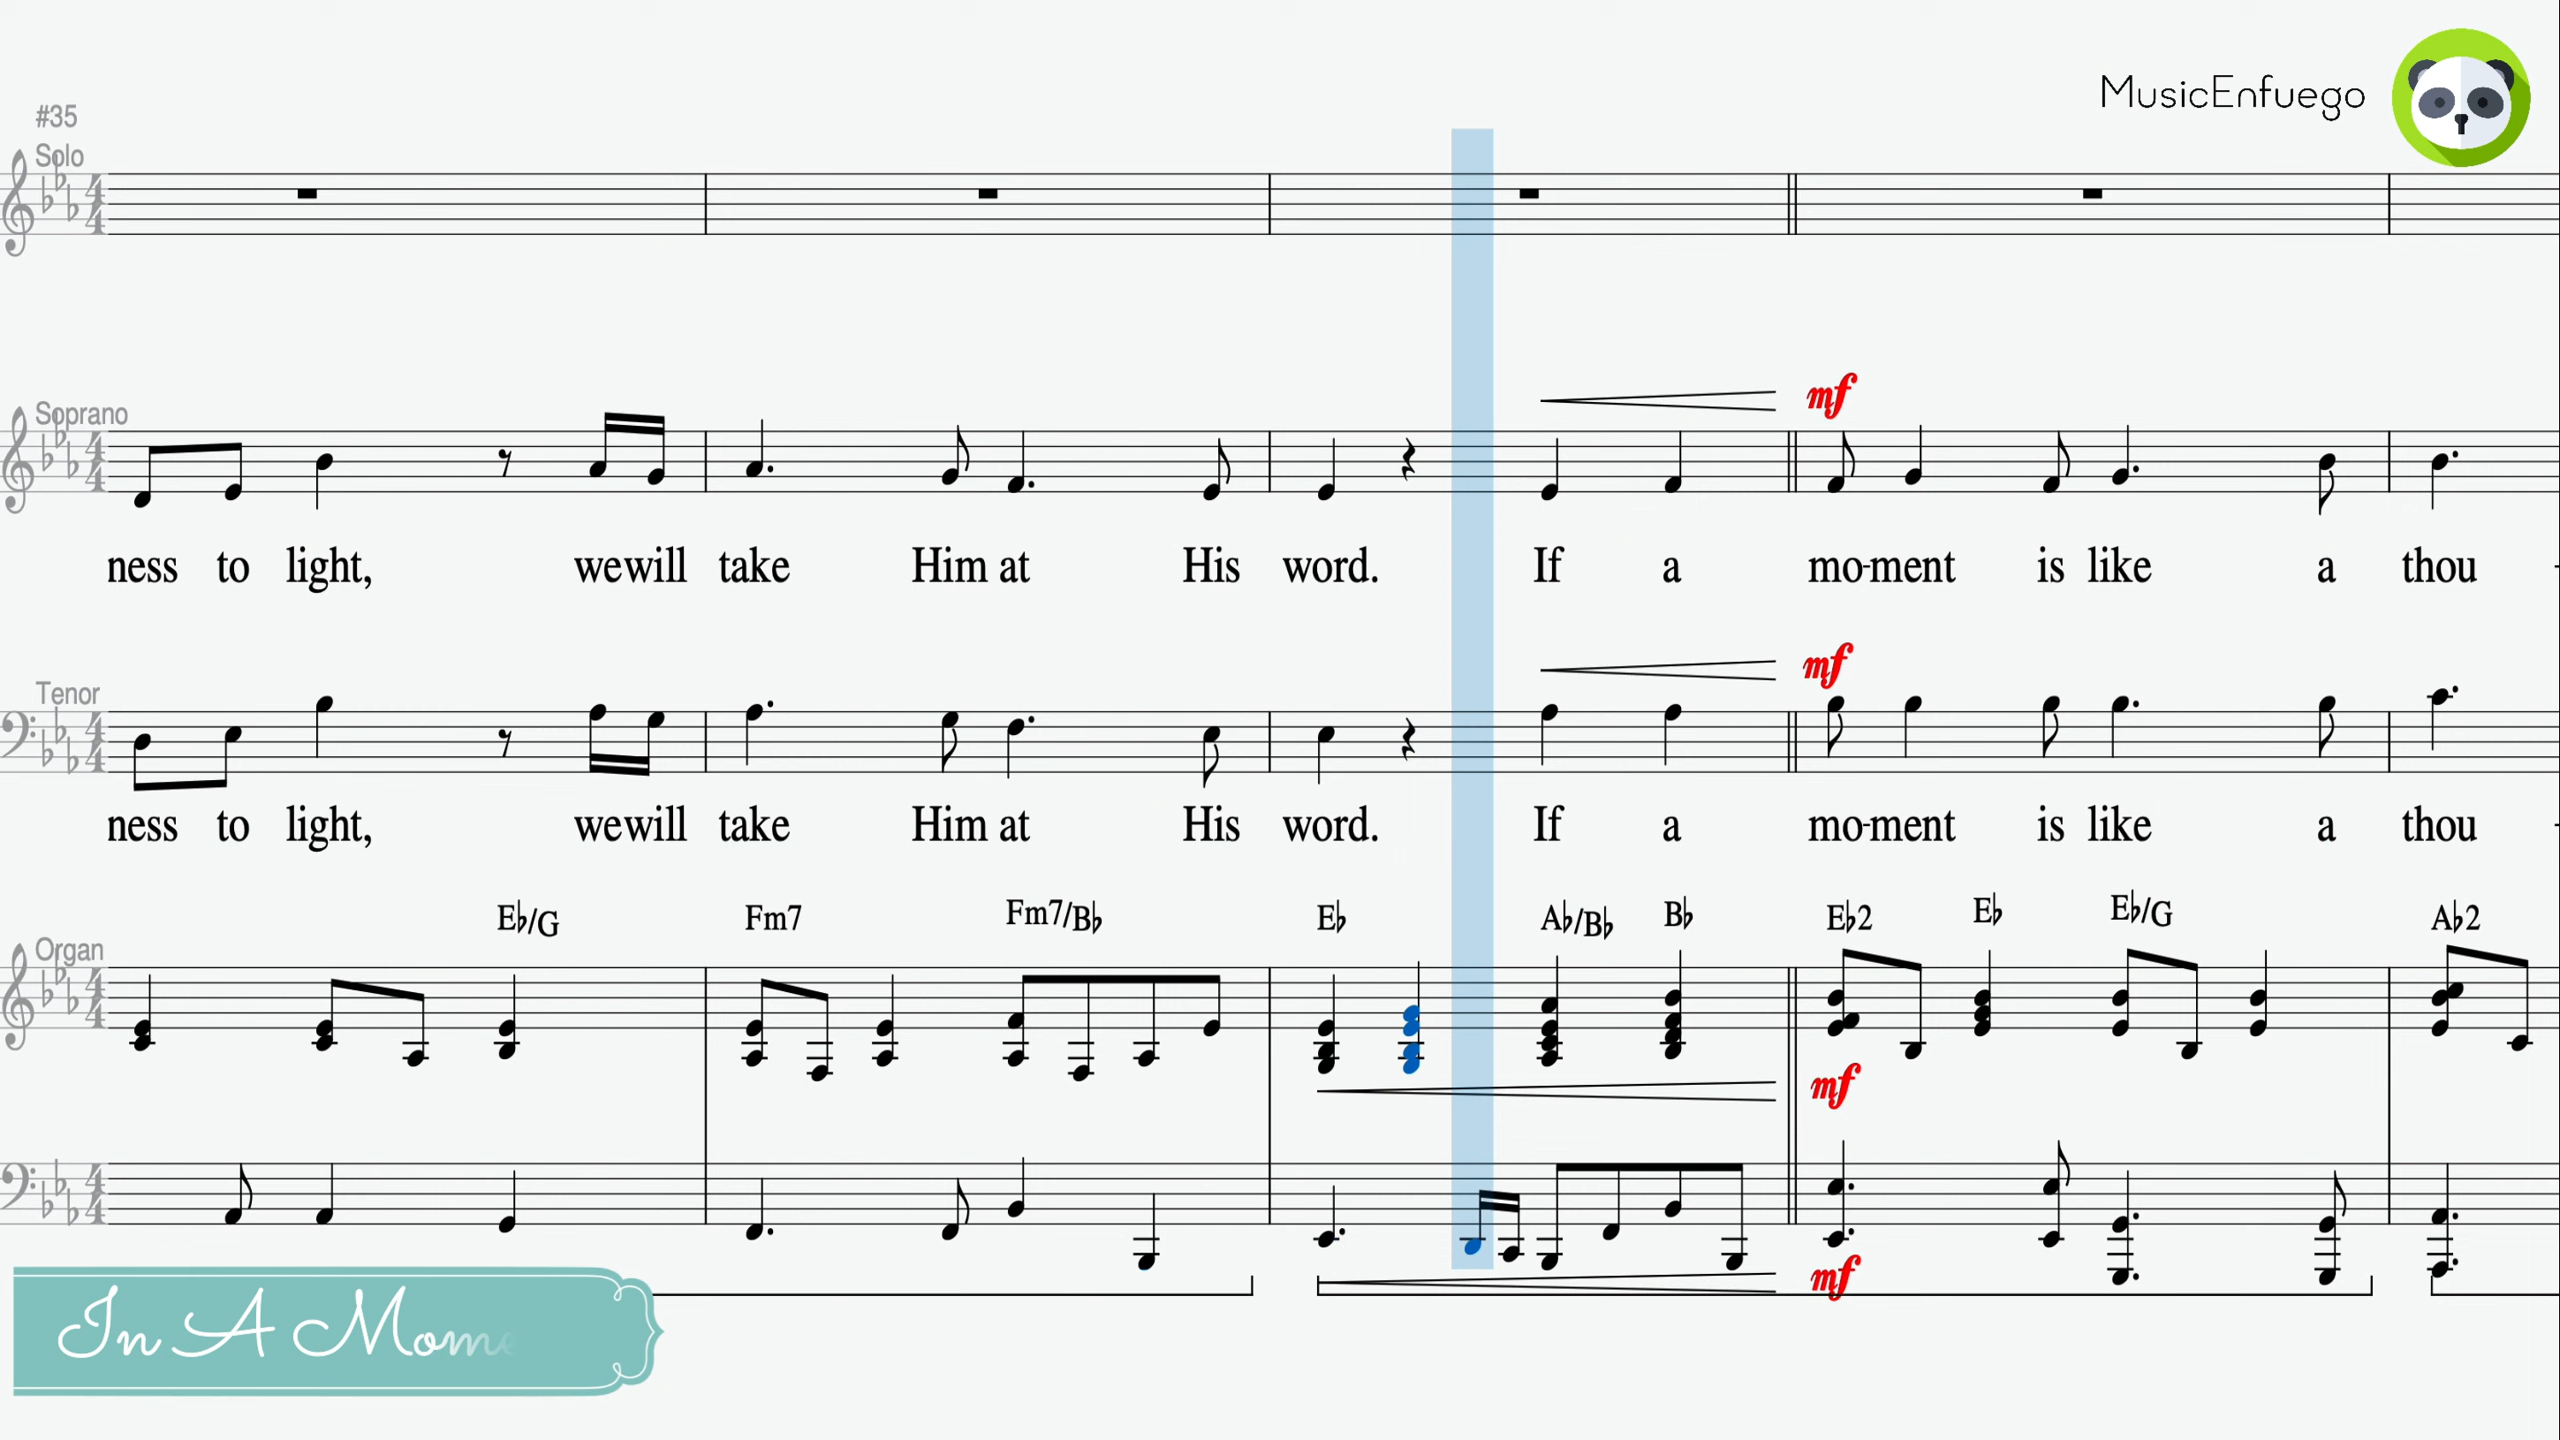 MusicEnfuego
#35
Solo
Soprano
mf
ness to light, wewill take Him at His word. If a mo-ment is like a thou -
Tenor
mf
ness to light, wewill take Him at His word. If a mo-ment is like a thou -
E♭/G Fm7 Fm7/B♭ E♭ A♭/B♭ B♭ E♭2 E♭ E♭/G A♭2
Organ
mf
mf
In A Mome